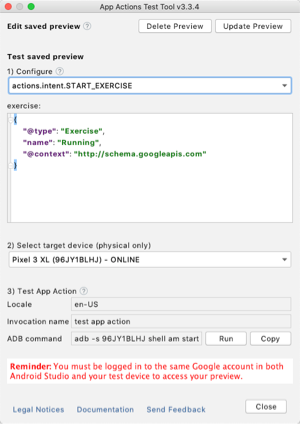 App Actions Test Tool v3.3.4
Edit saved preview ? Delete Preview Update Preview
Test saved preview
1) Configure ?
actions.intent.START_EXERCISE
exercise:
{
"@type": "Exercise",
"name": "Running",
"@context": "http://schema.googleapis.com"
}
2) Select target device (physical only)
Pixel 3 XL (96JY1BLHJ) - ONLINE
3) Test App Action ?
Locale en-US
Invocation name test app action
ADB command adb -s 96JY1BLHJ shell am start Run Copy
Reminder: You must be logged in to the same Google account in both
Android Studio and your test device to access your preview.
Legal Notices Documentation Send Feedback Close